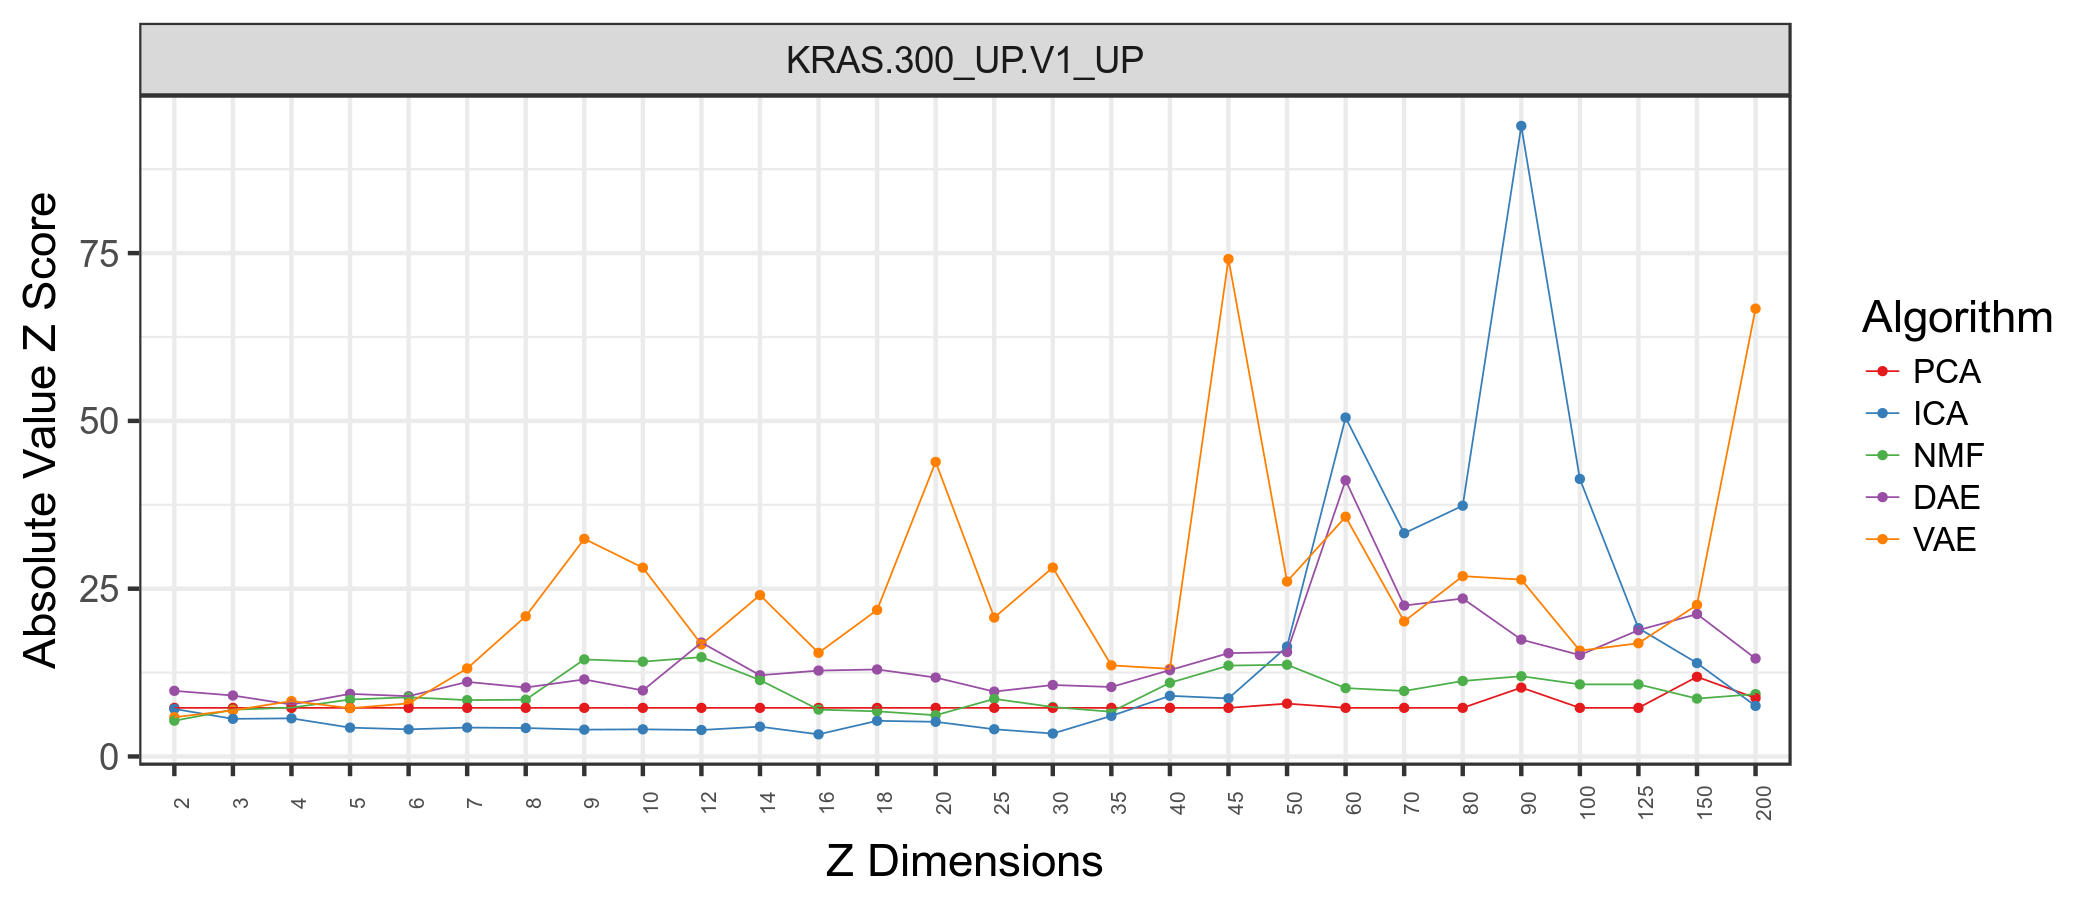 KRAS.300_UP.V1_UP
Absolute Value Z Score
75
50
25
0
2 3 4 5 6 7 8 9 10 12 14 16 18 20 25 30 35 40 45 50 60 70 80 90 100 125 150 200
Z Dimensions
Algorithm
PCA
ICA
NMF
DAE
VAE